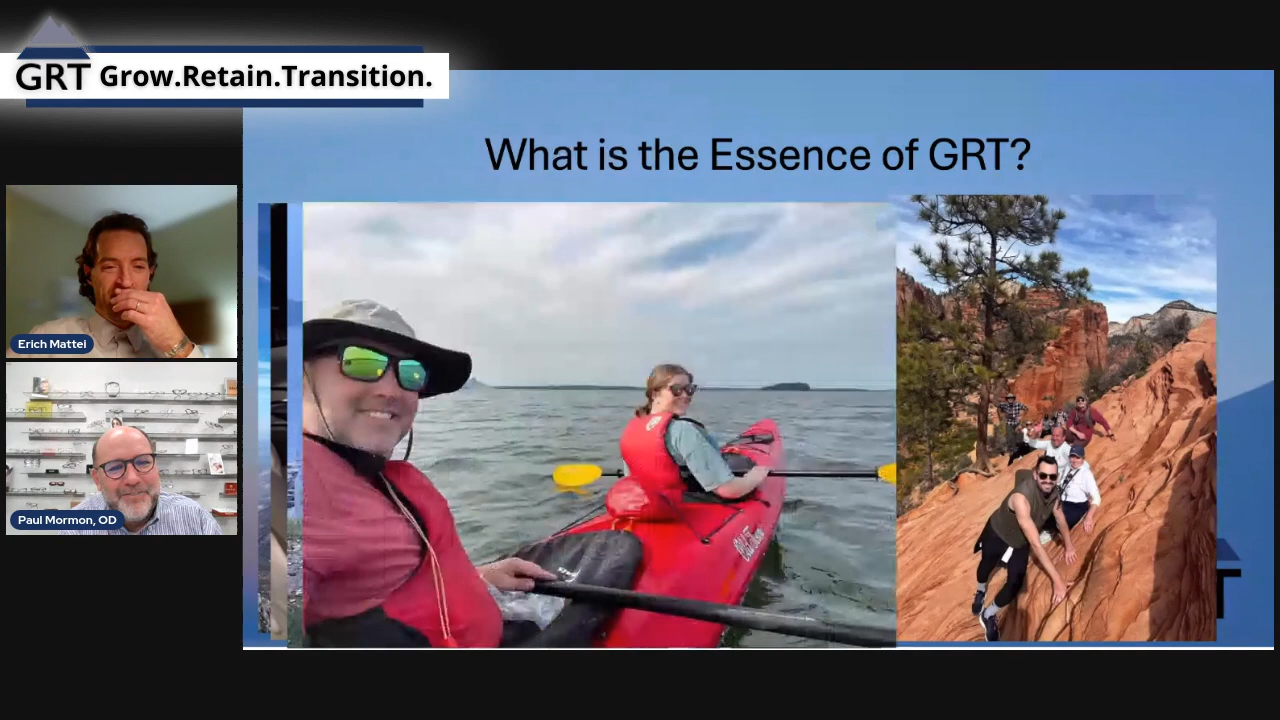 GRT Grow.Retain.Transition.
What is the Essence of GRT?
Erich Mattei
Paul Mormon, OD
T